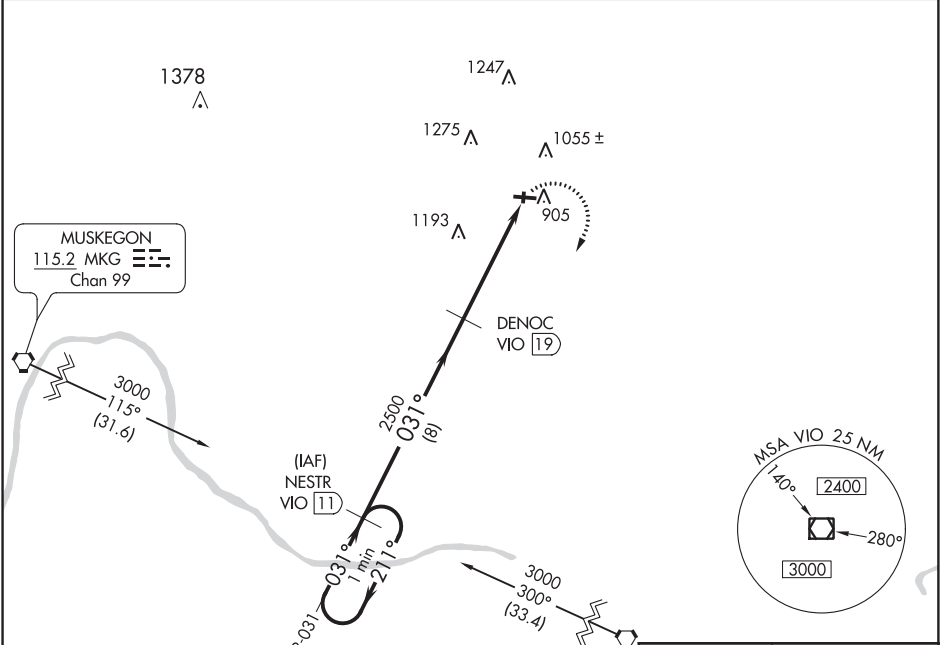 1378
1247
1275
1055 ±
905
1193
MUSKEGON
115.2 MKG
Chan 99
DENOC
VIO 19
3000
115°
(31.6)
2500
031°
(8)
(IAF)
NESTR
VIO 11
031°
1 min
211°
-031
3000
300°
(33.4)
MSA VIO 25 NM
140°
2400
280°
3000